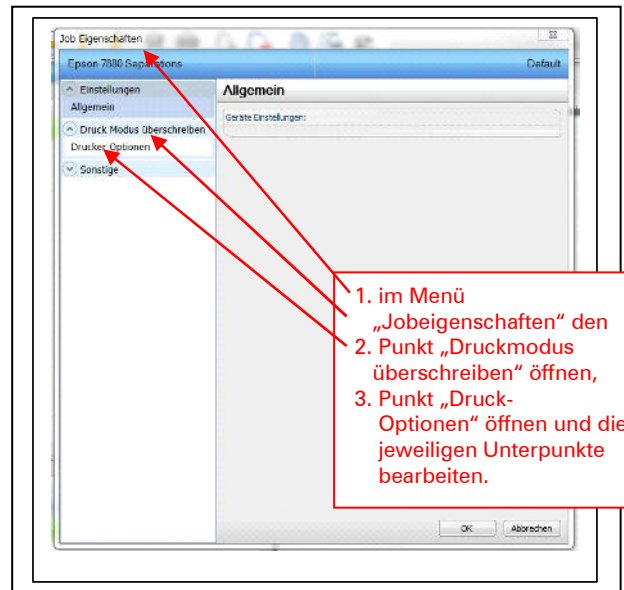 Job Eigenschaften
Epson 7880 Separations Default
Einstellungen
Allgemein
Druck Modus überschreiben
Drucker Optionen
Sonstige
Allgemein
Geräte Einstellungen:
1. im Menü
„Jobeigenschaften“ den
2. Punkt „Druckmodus
überschreiben“ öffnen,
3. Punkt „Druck-
Optionen“ öffnen und die
jeweiligen Unterpunkte
bearbeiten.
OK Abbrechen